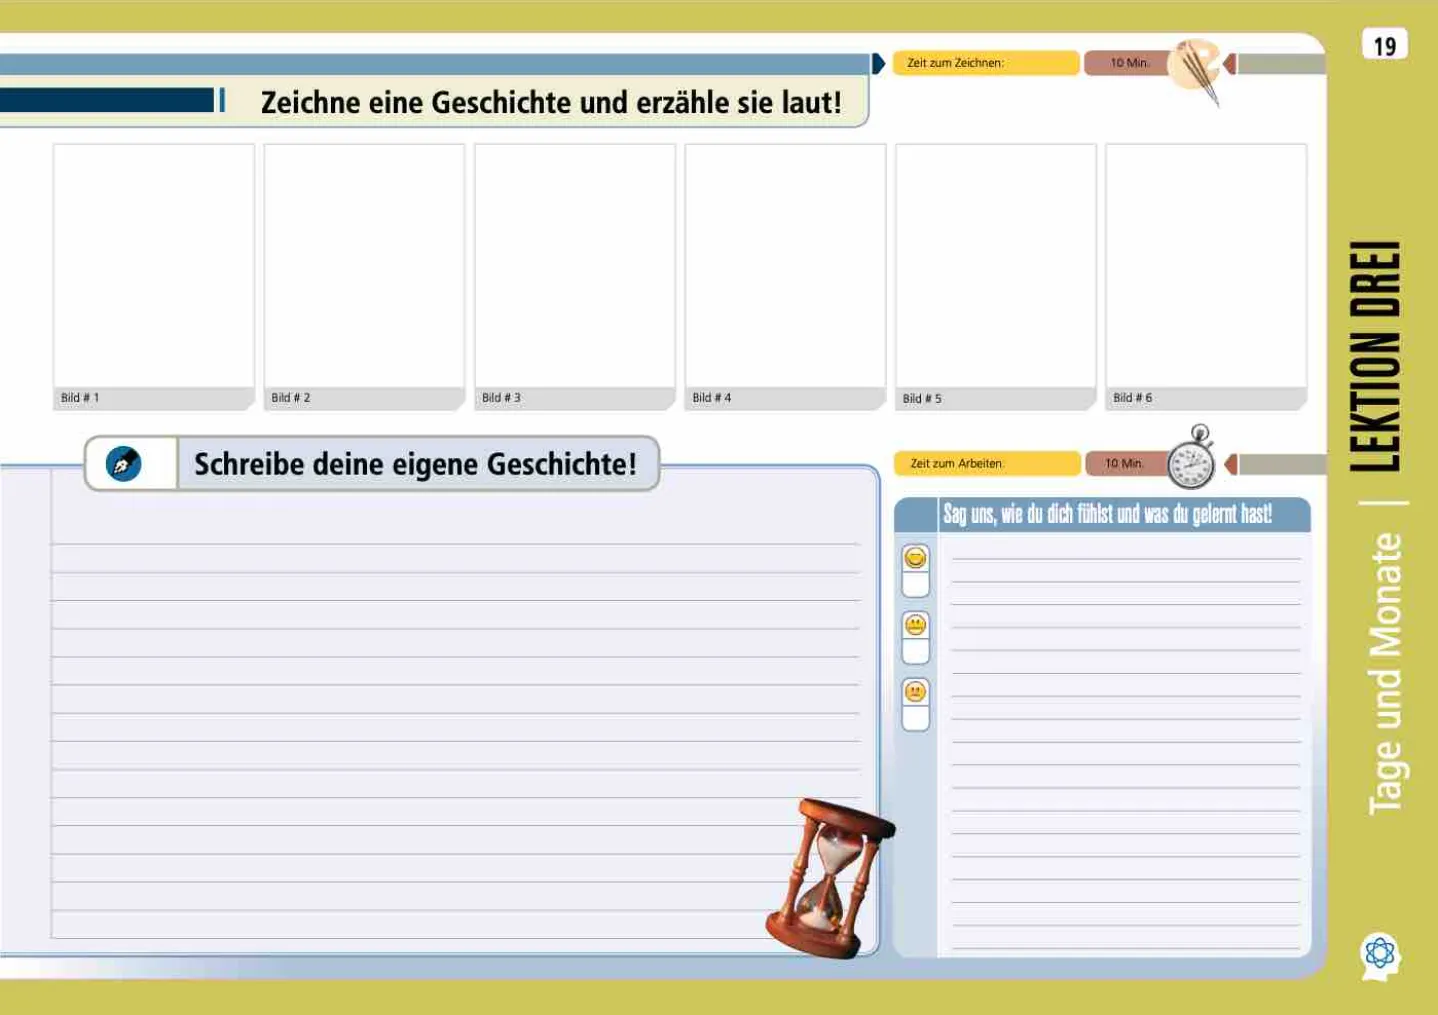 19
Zeit zum Zeichnen:
10 Min.
Zeichne eine Geschichte und erzähle sie laut!
Bild # 1
Bild # 2
Bild # 3
Bild # 4
Bild # 5
Bild # 6
Schreibe deine eigene Geschichte!
Zeit zum Arbeiten:
10 Min.
Sag uns, wie du dich fühlst und was du gelernt hast!
LEKTION DREI
Tage und Monate